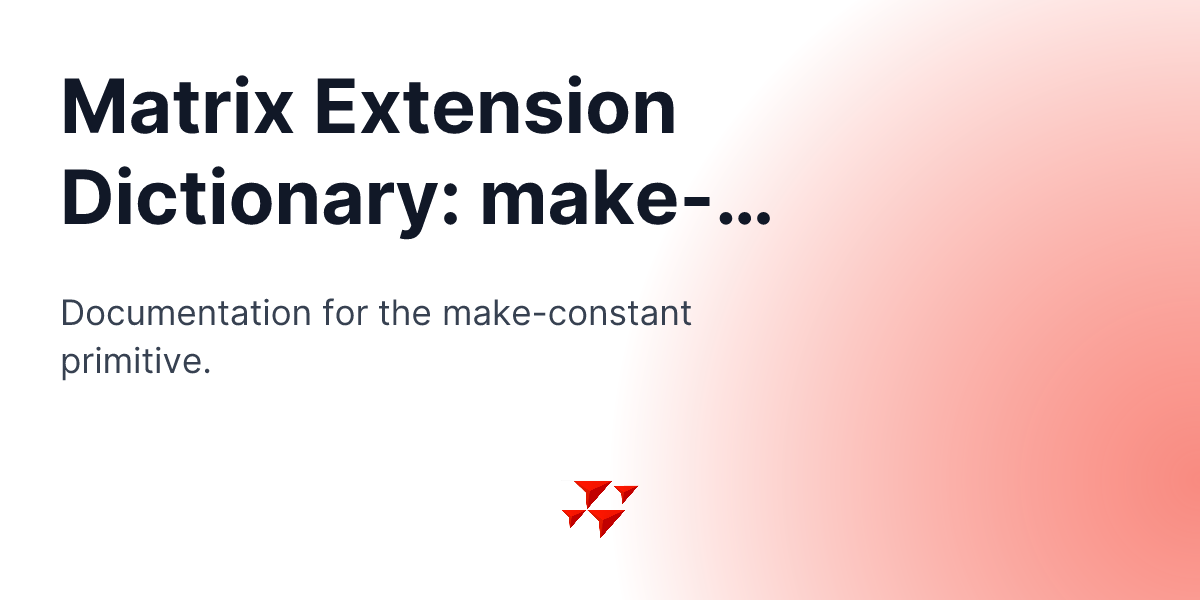 Matrix Extension
Dictionary: make-...
Documentation for the make-constant
primitive.